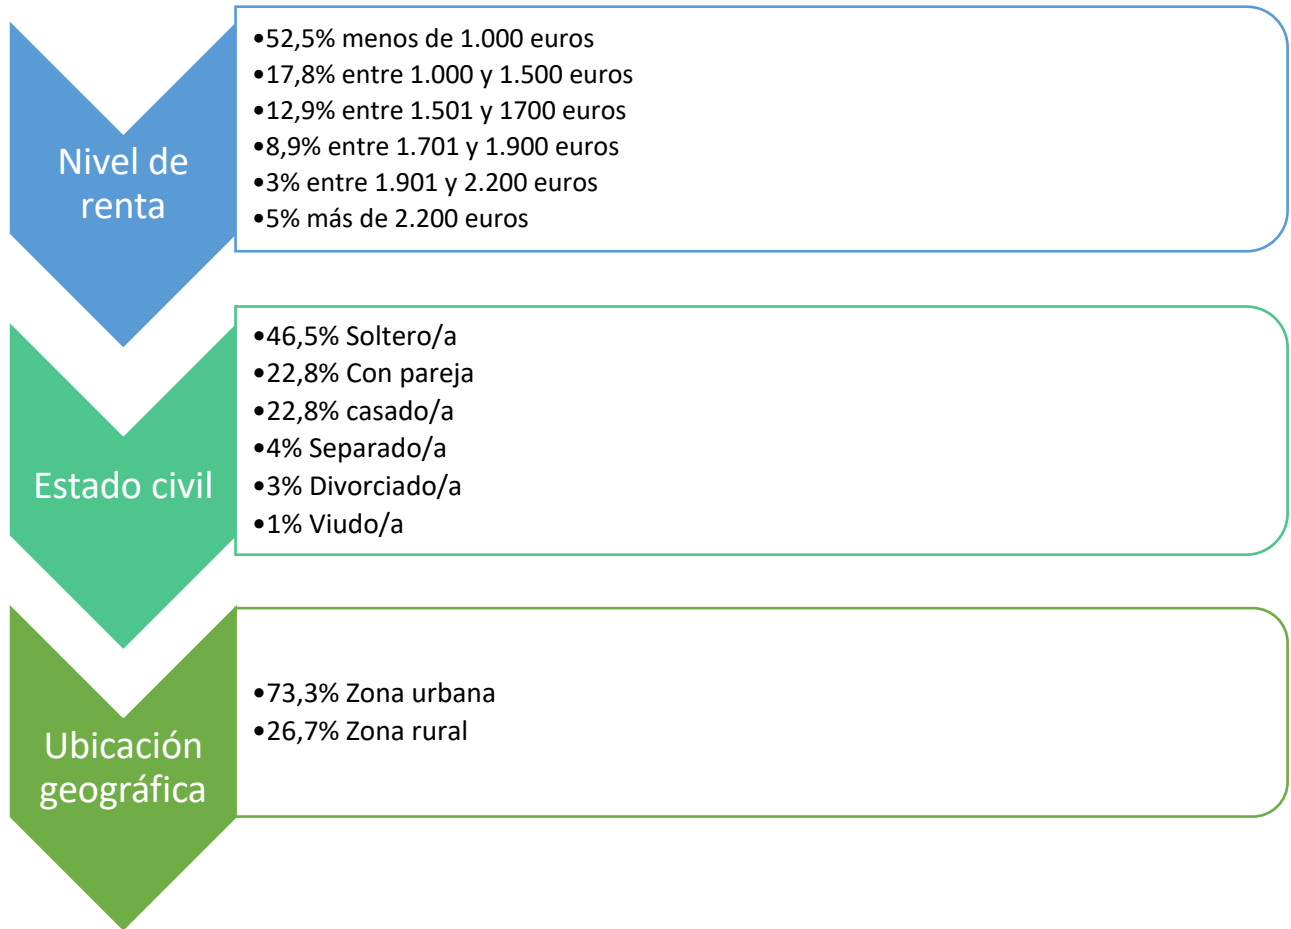 Nivel de
renta
•52,5% menos de 1.000 euros
•17,8% entre 1.000 y 1.500 euros
•12,9% entre 1.501 y 1700 euros
•8,9% entre 1.701 y 1.900 euros
•3% entre 1.901 y 2.200 euros
•5% más de 2.200 euros
Estado civil
•46,5% Soltero/a
•22,8% Con pareja
•22,8% casado/a
•4% Separado/a
•3% Divorciado/a
•1% Viudo/a
Ubicación
geográfica
•73,3% Zona urbana
•26,7% Zona rural